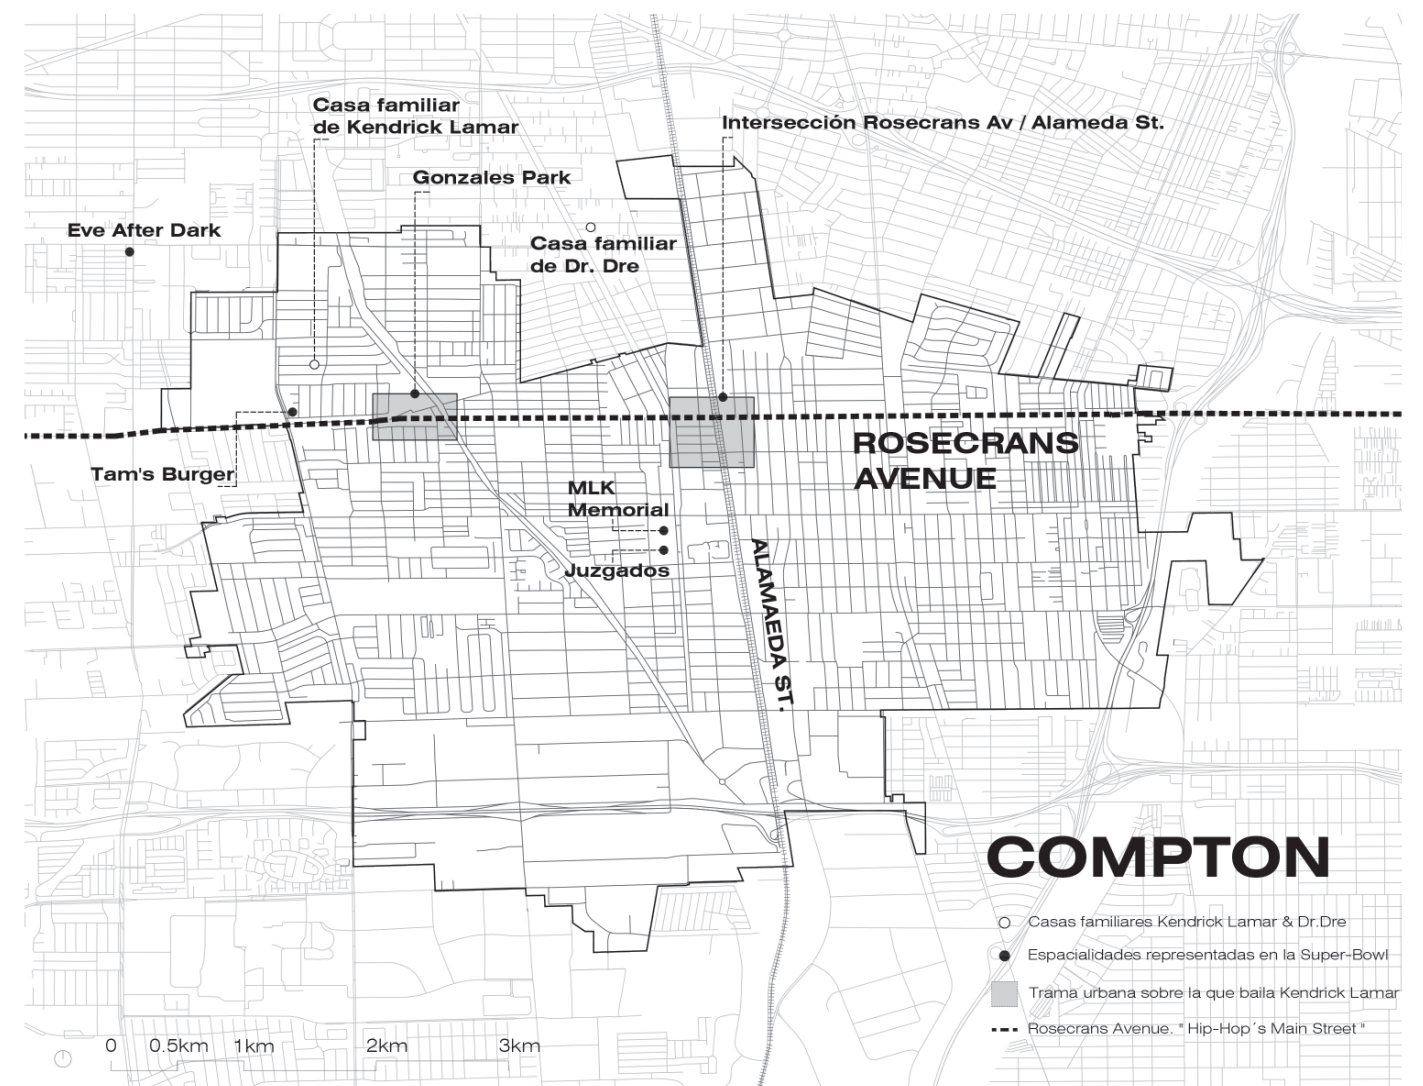 Casa familiar
de Kendrick Lamar
Intersección Rosecrans Av / Alameda St.
Gonzales Park
Eve After Dark
Casa familiar
de Dr. Dre
ROSECRANS
AVENUE
Tam's Burger
MLK
Memorial
Juzgados
ALAMAEDA ST.
COMPTON
Casas familiares Kendrick Lamar & Dr.Dre
Espacialidades representadas en la Super-Bowl
Trama urbana sobre la que baila Kendrick Lamar
Rosecrans Avenue. " Hip-Hop´s Main Street "
0 0.5km 1km 2km 3km